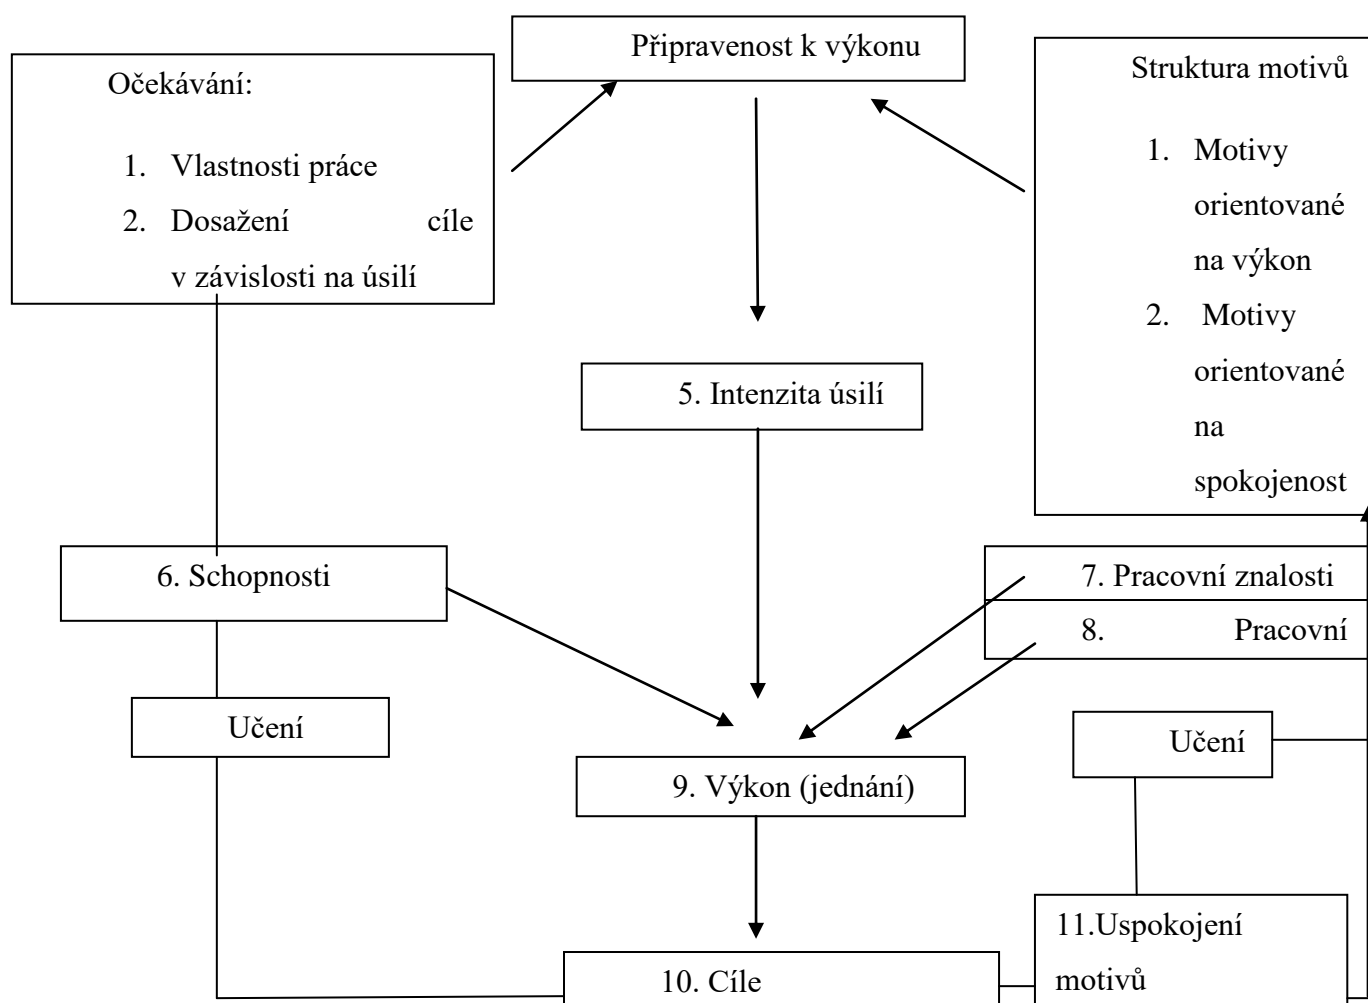 Připravenost k výkonu
Očekávání:
1. Vlastnosti práce
2. Dosažení cíle
v závislosti na úsilí
Struktura motivů
1. Motivy
orientované
na výkon
2. Motivy
orientované
na
spokojenost
5. Intenzita úsilí
6. Schopnosti
7. Pracovní znalosti
8. Pracovní
Učení
Učení
9. Výkon (jednání)
10. Cíle
11.Uspokojení
motivů